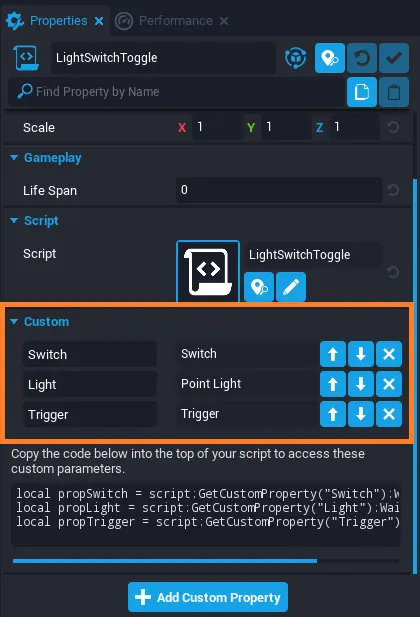 Properties
Performance
LightSwitchToggle
Find Property by Name
Scale X 1 Y 1 Z 1
Gameplay
Life Span 0
Script
Script LightSwitchToggle
Custom
Switch Switch
Light Point Light
Trigger Trigger
Copy the code below into the top of your script to access these
custom parameters.
local propSwitch = script:GetCustomProperty("Switch"):W
local propLight = script:GetCustomProperty("Light"):Wai
local propTrigger = script:GetCustomProperty("Trigger")
Add Custom Property